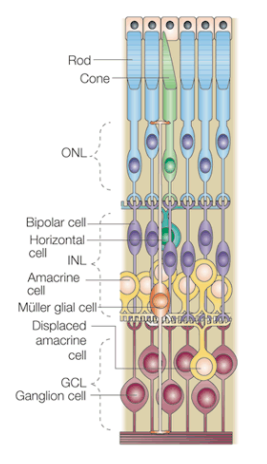 Rod
Cone
ONL
Bipolar cell
Horizontal
cell
INL
Amacrine
cell
Müller glial cell
Displaced
amacrine
cell
GCL
Ganglion cell